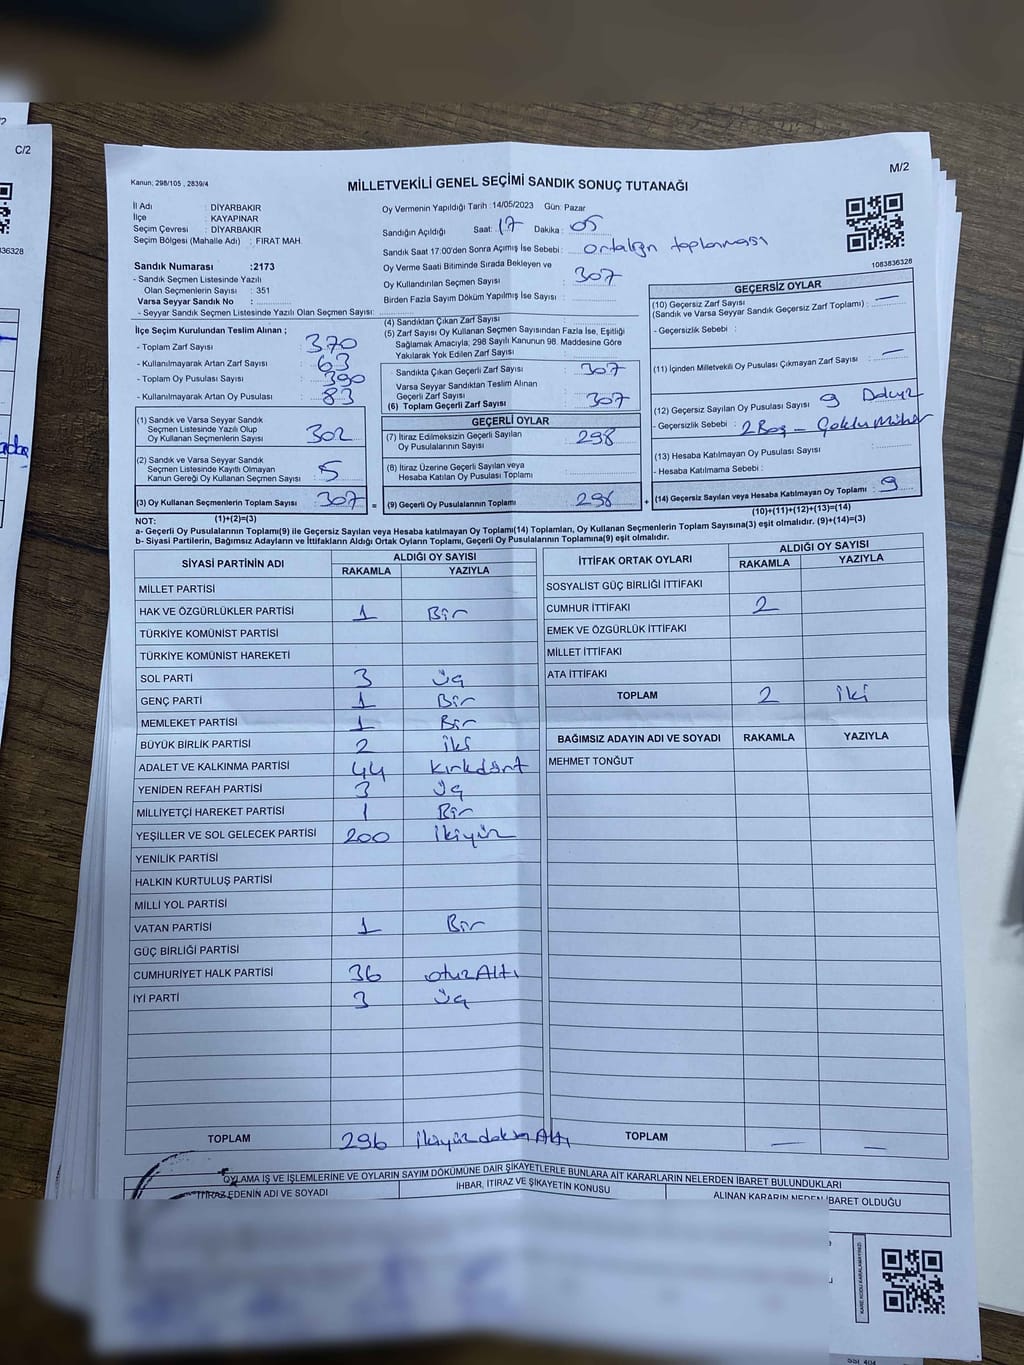 C/2
M/2
Kanun; 298/105 , 2839/4
MİLLETVEKİLİ GENEL SEÇİMİ SANDIK SONUÇ TUTANAĞI
İl Adı : DİYARBAKIR
İlçe : KAYAPINAR
Seçim Çevresi : DİYARBAKIR
Seçim Bölgesi (Mahalle Adı) : FIRAT MAH.
Oy Vermenin Yapıldığı Tarih :14/05/2023 Gün: Pazar
Sandığın Açıldığı Saat: 17 Dakika: 05
Sandık Saat 17:00'den Sonra Açımış İse Sebebi: ortalığın toplanması
Oy Verme Saati Bitiminde Sırada Bekleyen ve
Oy Kullandırılan Seçmen Sayısı : 307
Birden Fazla Sayım Döküm Yapılmış İse Sayısı :
1083836328
Sandık Numarası :2173
- Sandık Seçmen Listesinde Yazılı
Olan Seçmenlerin Sayısı : 351
Varsa Seyyar Sandık No :
- Seyyar Sandık Seçmen Listesinde Yazılı Olan Seçmen Sayısı:
İlçe Seçim Kurulundan Teslim Alınan ;
- Toplam Zarf Sayısı : 370
- Kullanılmayarak Artan Zarf Sayısı : 63
- Toplam Oy Pusulası Sayısı : 390
- Kullanılmayarak Artan Oy Pusulası : 83
(1) Sandık ve Varsa Seyyar Sandık
Seçmen Listesinde Yazılı Olup
Oy Kullanan Seçmenlerin Sayısı 302
(2) Sandık ve Varsa Seyyar Sandık
Seçmen Listesinde Kayıtlı Olmayan
Kanun Gereği Oy Kullanan Seçmen Sayısı 5
(3) Oy Kullanan Seçmenlerin Toplam Sayısı 307
(1)+(2)=(3)
(4) Sandıktan Çıkan Zarf Sayısı :
(5) Zarf Sayısı Oy Kullanan Seçmen Sayısından Fazla İse, Eşitliği
Sağlamak Amacıyla; 298 Sayılı Kanunun 98. Maddesine Göre
Yakılarak Yok Edilen Zarf Sayısı :
- Sandıkta Çıkan Geçerli Zarf Sayısı : 307
Varsa Seyyar Sandıktan Teslim Alınan
Geçerli Zarf Sayısı :
(6) Toplam Geçerli Zarf Sayısı : 307
GEÇERLİ OYLAR
(7) İtiraz Edilmeksizin Geçerli Sayılan
Oy Pusulalarının Sayısı : 298
(8) İtiraz Üzerine Geçerli Sayılan veya
Hesaba Katılan Oy Pusulası Toplamı :
= (9) Geçerli Oy Pusulalarının Toplamı : 298 +
GEÇERSİZ OYLAR
(10) Geçersiz Zarf Sayısı
(Sandık ve Varsa Seyyar Sandık Geçersiz Zarf Toplamı) : —
- Geçersizlik Sebebi :
(11) İçinden Milletvekili Oy Pusulası Çıkmayan Zarf Sayısı : —
(12) Geçersiz Sayılan Oy Pusulası Sayısı : 9 Dokuz
- Geçersizlik Sebebi : 2 Boş - Çoklu Mühür
(13) Hesaba Katılmayan Oy Pusulası Sayısı :
- Hesaba Katılmama Sebebi :
(14) Geçersiz Sayılan veya Hesaba Katılmayan Oy Toplamı : 9
(10)+(11)+(12)+(13)=(14)
NOT:
a- Geçerli Oy Pusulalarının Toplamı(9) ile Geçersiz Sayılan veya Hesaba katılmayan Oy Toplamı(14) Toplamları, Oy Kullanan Seçmenlerin Toplam Sayısına(3) eşit olmalıdır. (9)+(14)=(3)
b- Siyasi Partilerin, Bağımsız Adayların ve İttifakların Aldığı Ortak Oyların Toplamı, Geçerli Oy Pusulalarının Toplamına(9) eşit olmalıdır.
SİYASİ PARTİNİN ADI ALDIĞI OY SAYISI
RAKAMLA YAZIYLA
MİLLET PARTİSİ
HAK VE ÖZGÜRLÜKLER PARTİSİ 1 Bir
TÜRKİYE KOMÜNİST PARTİSİ
TÜRKİYE KOMÜNİST HAREKETİ
SOL PARTİ 3 Üç
GENÇ PARTİ 1 Bir
MEMLEKET PARTİSİ 1 Bir
BÜYÜK BİRLİK PARTİSİ 2 İki
ADALET VE KALKINMA PARTİSİ 44 Kırkdört
YENİDEN REFAH PARTİSİ 3 Üç
MİLLİYETÇİ HAREKET PARTİSİ 1 Bir
YEŞİLLER VE SOL GELECEK PARTİSİ 200 İkiyüz
YENİLİK PARTİSİ
HALKIN KURTULUŞ PARTİSİ
MİLLİ YOL PARTİSİ
VATAN PARTİSİ 1 Bir
GÜÇ BİRLİĞİ PARTİSİ
CUMHURİYET HALK PARTİSİ 36 otuzAltı
İYİ PARTİ 3 Üç
TOPLAM 296 İkiyüzdoksanAltı
İTTİFAK ORTAK OYLARI ALDIĞI OY SAYISI
RAKAMLA YAZIYLA
SOSYALİST GÜÇ BİRLİĞİ İTTİFAKI
CUMHUR İTTİFAKI 2
EMEK VE ÖZGÜRLÜK İTTİFAKI
MİLLET İTTİFAKI
ATA İTTİFAKI
TOPLAM 2 İki
BAĞIMSIZ ADAYIN ADI VE SOYADI RAKAMLA YAZIYLA
MEHMET TONĞUT
TOPLAM — —
OYLAMA İŞ VE İŞLEMLERİNE VE OYLARIN SAYIM DÖKÜMÜNE DAİR ŞİKAYETLERLE BUNLARA AİT KARARLARIN NELERDEN İBARET BULUNDUKLARI
İTİRAZ EDENİN ADI VE SOYADI İHBAR, İTİRAZ VE ŞİKAYETİN KONUSU ALINAN KARARIN NEDEN İBARET OLDUĞU